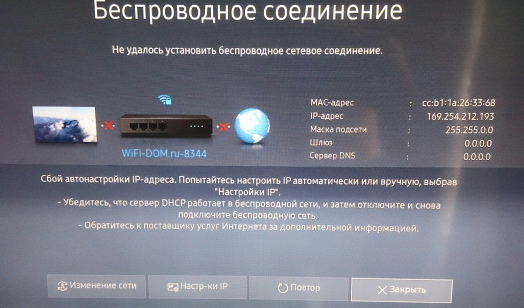 Беспроводное соединение
Не удалось установить беспроводное сетевое соединение.
MAC-адрес : cc:b1:1a:26:33:68
IP-адрес : 169.254.212.193
Маска подсети : 255.255.0.0
Шлюз : 0.0.0.0
Сервер DNS : 0.0.0.0
WiFi-DOM.ru-8344
Сбой автонастройки IP-адреса. Попытайтесь настроить IP автоматически или вручную, выбрав
"Настройки IP".
- Убедитесь, что сервер DHCP работает в беспроводной сети, и затем отключите и снова
подключите беспроводную сеть.
- Обратитесь к поставщику услуг Интернета за дополнительной информацией.
Изменение сети Настр-ки IP Повтор Закрыть